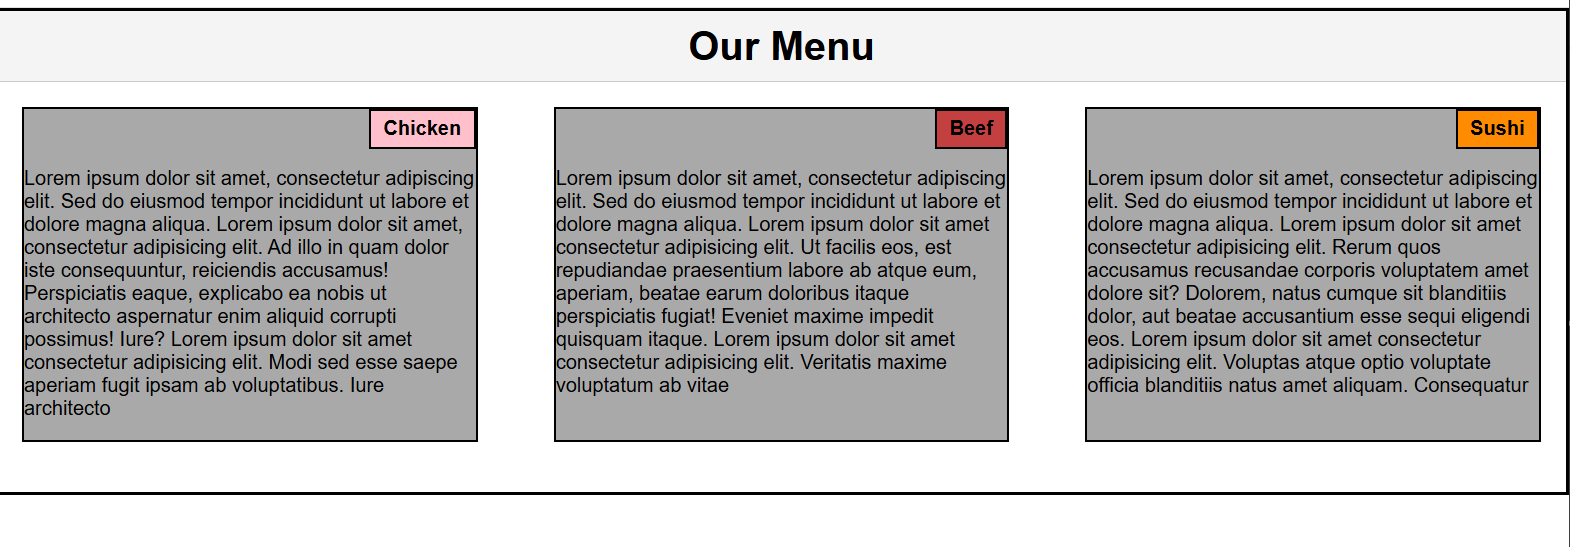 Our Menu
Chicken
Lorem ipsum dolor sit amet, consectetur adipiscing
elit. Sed do eiusmod tempor incididunt ut labore et
dolore magna aliqua. Lorem ipsum dolor sit amet,
consectetur adipisicing elit. Ad illo in quam dolor
iste consequuntur, reiciendis accusamus!
Perspiciatis eaque, explicabo ea nobis ut
architecto aspernatur enim aliquid corrupti
possimus! Iure? Lorem ipsum dolor sit amet
consectetur adipisicing elit. Modi sed esse saepe
aperiam fugit ipsam ab voluptatibus. Iure
architecto
Beef
Lorem ipsum dolor sit amet, consectetur adipiscing
elit. Sed do eiusmod tempor incididunt ut labore et
dolore magna aliqua. Lorem ipsum dolor sit amet
consectetur adipisicing elit. Ut facilis eos, est
repudiandae praesentium labore ab atque eum,
aperiam, beatae earum doloribus itaque
perspiciatis fugiat! Eveniet maxime impedit
quisquam itaque. Lorem ipsum dolor sit amet
consectetur adipisicing elit. Veritatis maxime
voluptatum ab vitae
Sushi
Lorem ipsum dolor sit amet, consectetur adipiscing
elit. Sed do eiusmod tempor incididunt ut labore et
dolore magna aliqua. Lorem ipsum dolor sit amet
consectetur adipisicing elit. Rerum quos
accusamus recusandae corporis voluptatem amet
dolore sit? Dolorem, natus cumque sit blanditiis
dolor, aut beatae accusantium esse sequi eligendi
eos. Lorem ipsum dolor sit amet consectetur
adipisicing elit. Voluptas atque optio voluptate
officia blanditiis natus amet aliquam. Consequatur